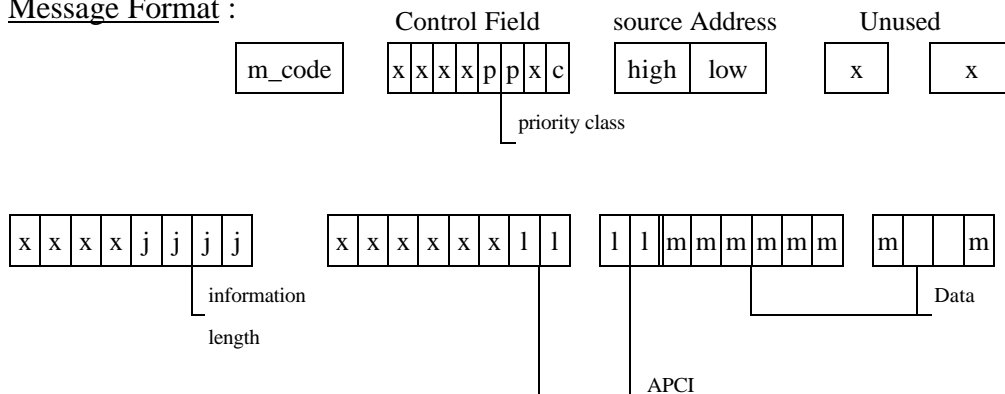 Message Format :
Control Field source Address Unused
m_code x x x x p p x c high low x x
priority class
x x x x j j j j x x x x x x l l l l m m m m m m m m
information Data
length
APCI